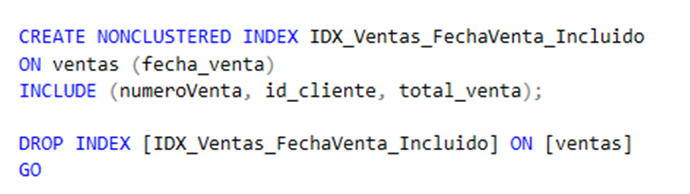 CREATE NONCLUSTERED INDEX IDX_Ventas_FechaVenta_Incluido
ON ventas (fecha_venta)
INCLUDE (numeroVenta, id_cliente, total_venta);
DROP INDEX [IDX_Ventas_FechaVenta_Incluido] ON [ventas]
GO